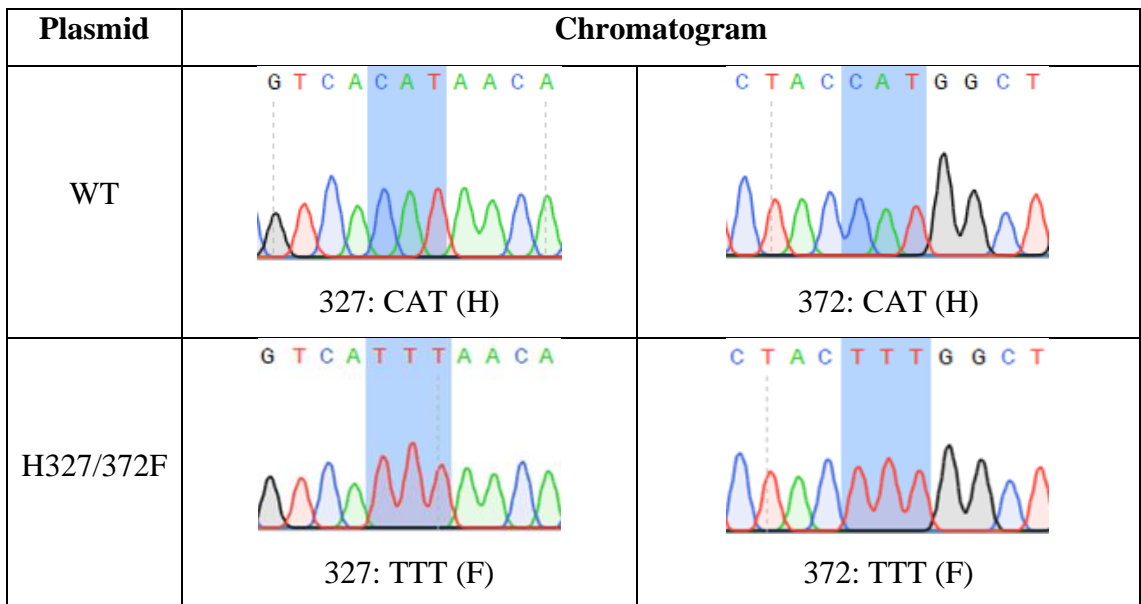 Plasmid Chromatogram
G T C A C A T A A C A
C T A C C A T G G C T
WT
327: CAT (H)
372: CAT (H)
G T C A T T T A A C A
C T A C T T T G G C T
H327/372F
327: TTT (F)
372: TTT (F)